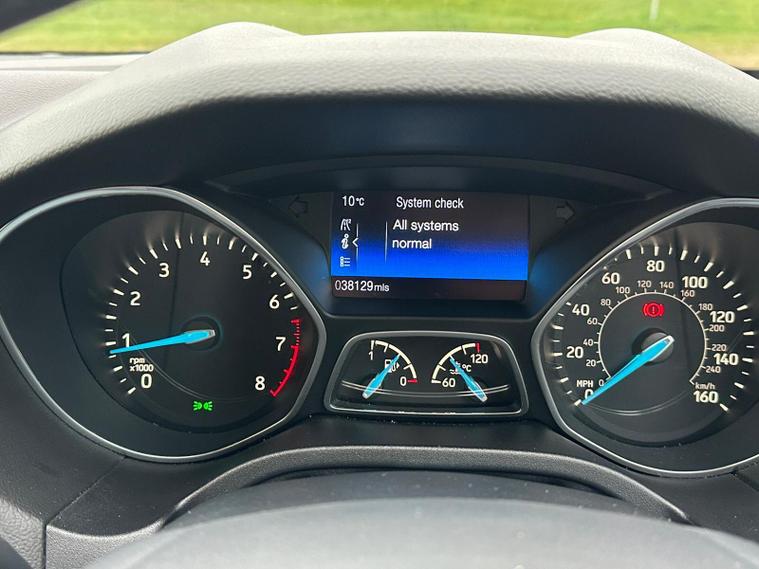 10°C System check
All systems
normal
038129mls
0 1 2 3 4 5 6 7 8
rpm
x1000
1 0
60 120
°C
0 20 40 60 80 100 120 140 160
MPH
0 20 40 60 80 100 120 140 160 180 200 220 240
km/h